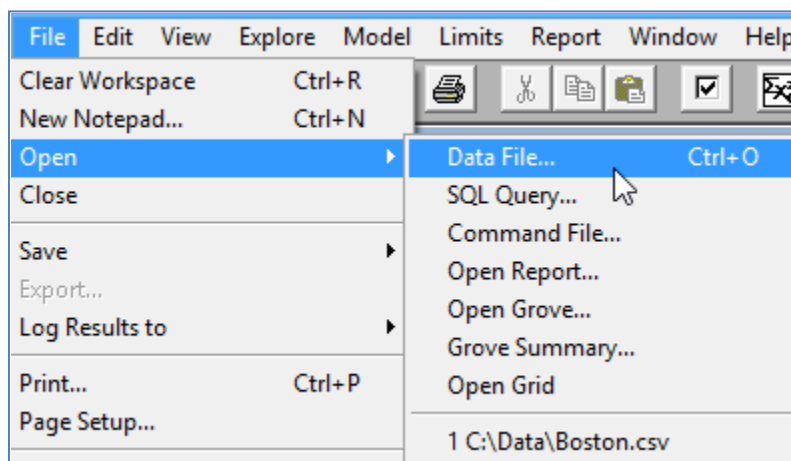 File Edit View Explore Model Limits Report Window Help
Clear Workspace Ctrl+R
New Notepad... Ctrl+N
Open
Close
Save
Export...
Log Results to
Print... Ctrl+P
Page Setup...
Data File... Ctrl+O
SQL Query...
Command File...
Open Report...
Open Grove...
Grove Summary...
Open Grid
1 C:\Data\Boston.csv